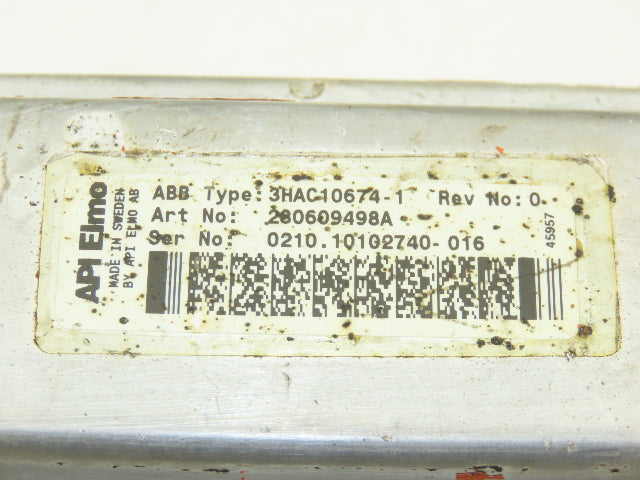 API Elmo
MADE IN SWEDEN
BY API ELMO AB
ABB Type: 3HAC10674-1 Rev No: 0
Art No: 280609498A
Ser No: 0210.10102740-016
45957